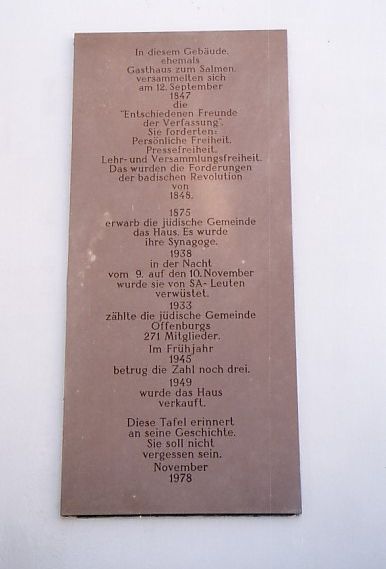 In diesem Gebäude,
ehemals
Gasthaus zum Salmen,
versammelten sich
am 12. September
1847
die
"Entschiedenen Freunde
der Verfassung".
Sie forderten:
Persönliche Freiheit.
Pressefreiheit.
Lehr- und Versammlungsfreiheit.
Das wurden die Forderungen
der badischen Revolution
von
1848.
1875
erwarb die jüdische Gemeinde
das Haus. Es wurde
ihre Synagoge.
1938
in der Nacht
vom 9. auf den 10. November
wurde sie von SA-Leuten
verwüstet.
1933
zählte die jüdische Gemeinde
Offenburgs
271 Mitglieder.
Im Frühjahr
1945
betrug die Zahl noch drei.
1949
wurde das Haus
verkauft.
Diese Tafel erinnert
an seine Geschichte.
Sie soll nicht
vergessen sein.
November
1978